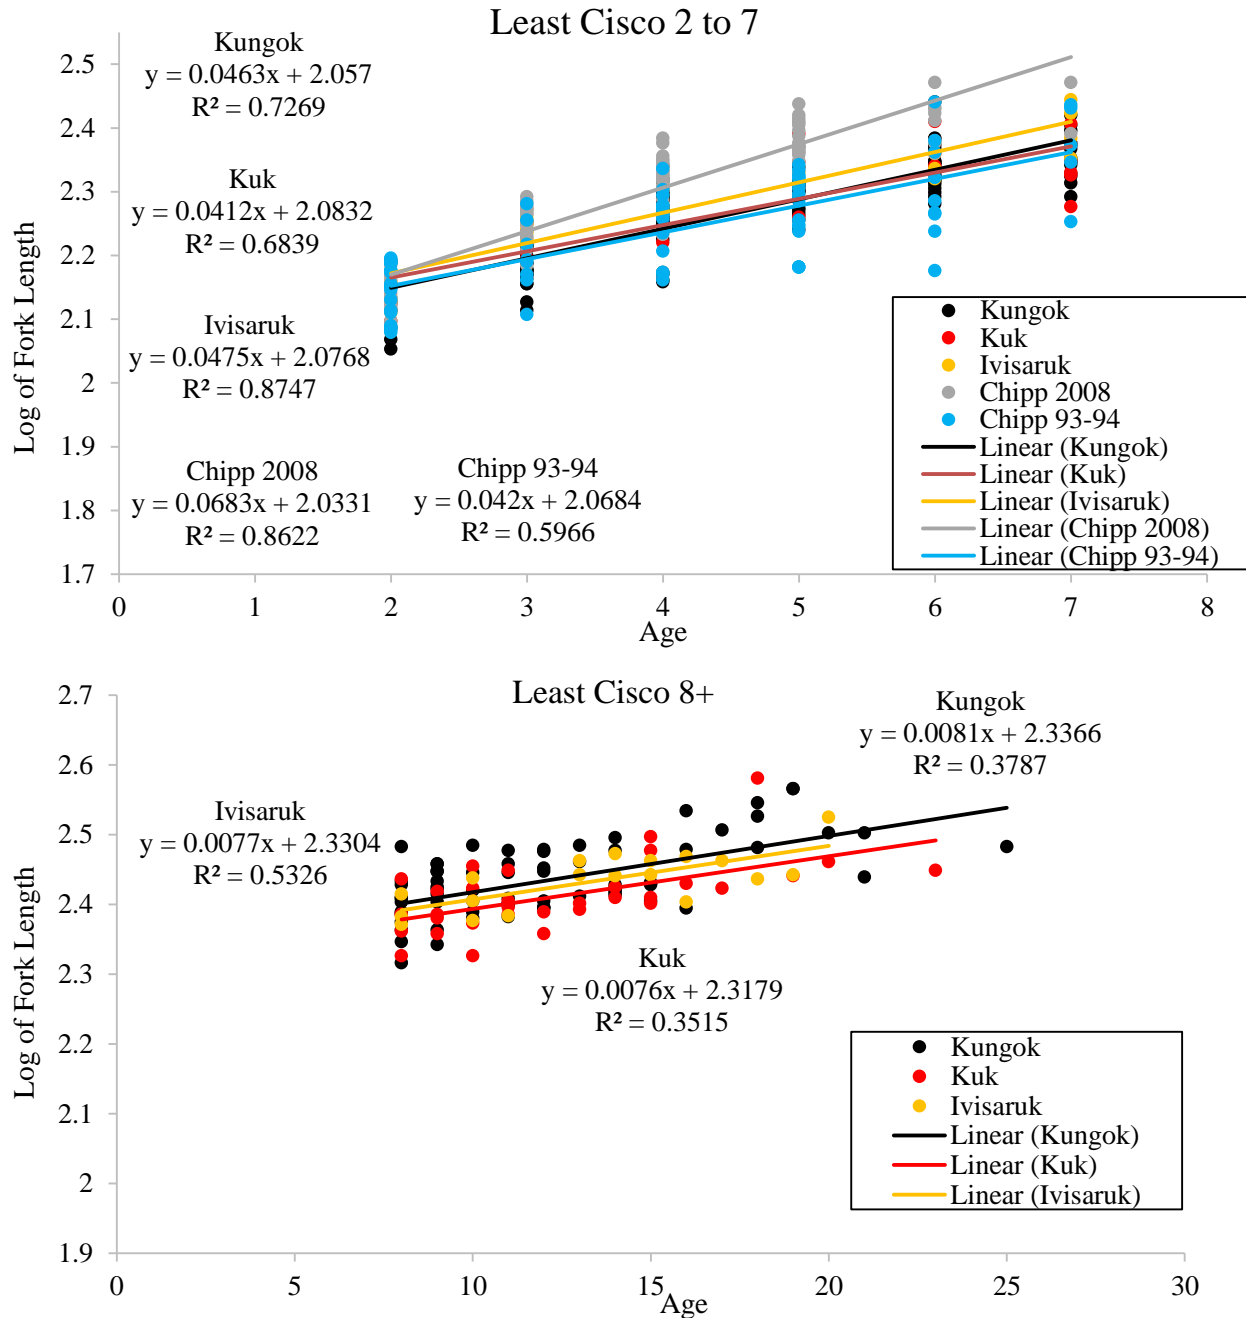 Least Cisco 2 to 7
Kungok
y = 0.0463x + 2.057
R² = 0.7269
Kuk
y = 0.0412x + 2.0832
R² = 0.6839
Ivisaruk
y = 0.0475x + 2.0768
R² = 0.8747
Chipp 2008
y = 0.0683x + 2.0331
R² = 0.8622
Chipp 93-94
y = 0.042x + 2.0684
R² = 0.5966
Log of Fork Length
2.5
2.4
2.3
2.2
2.1
2
1.9
1.8
1.7
0 1 2 3 4 5 6 7 8
Age
Kungok
Kuk
Ivisaruk
Chipp 2008
Chipp 93-94
Linear (Kungok)
Linear (Kuk)
Linear (Ivisaruk)
Linear (Chipp 2008)
Linear (Chipp 93-94)
Least Cisco 8+
Kungok
y = 0.0081x + 2.3366
R² = 0.3787
Ivisaruk
y = 0.0077x + 2.3304
R² = 0.5326
Kuk
y = 0.0076x + 2.3179
R² = 0.3515
Log of Fork Length
2.7
2.6
2.5
2.4
2.3
2.2
2.1
2
1.9
0 5 10 15 20 25 30
Age
Kungok
Kuk
Ivisaruk
Linear (Kungok)
Linear (Kuk)
Linear (Ivisaruk)